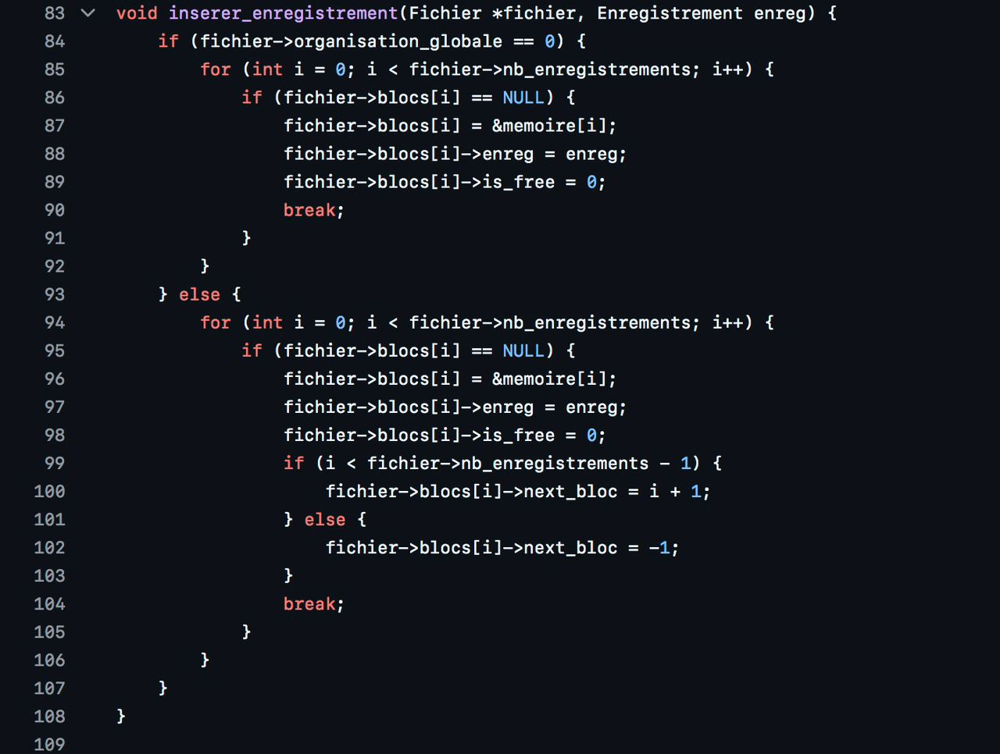 83 void inserer_enregistrement(Fichier *fichier, Enregistrement enreg) {
84 if (fichier->organisation_globale == 0) {
85 for (int i = 0; i < fichier->nb_enregistrements; i++) {
86 if (fichier->blocs[i] == NULL) {
87 fichier->blocs[i] = &memoire[i];
88 fichier->blocs[i]->enreg = enreg;
89 fichier->blocs[i]->is_free = 0;
90 break;
91 }
92 }
93 } else {
94 for (int i = 0; i < fichier->nb_enregistrements; i++) {
95 if (fichier->blocs[i] == NULL) {
96 fichier->blocs[i] = &memoire[i];
97 fichier->blocs[i]->enreg = enreg;
98 fichier->blocs[i]->is_free = 0;
99 if (i < fichier->nb_enregistrements - 1) {
100 fichier->blocs[i]->next_bloc = i + 1;
101 } else {
102 fichier->blocs[i]->next_bloc = -1;
103 }
104 break;
105 }
106 }
107 }
108 }
109